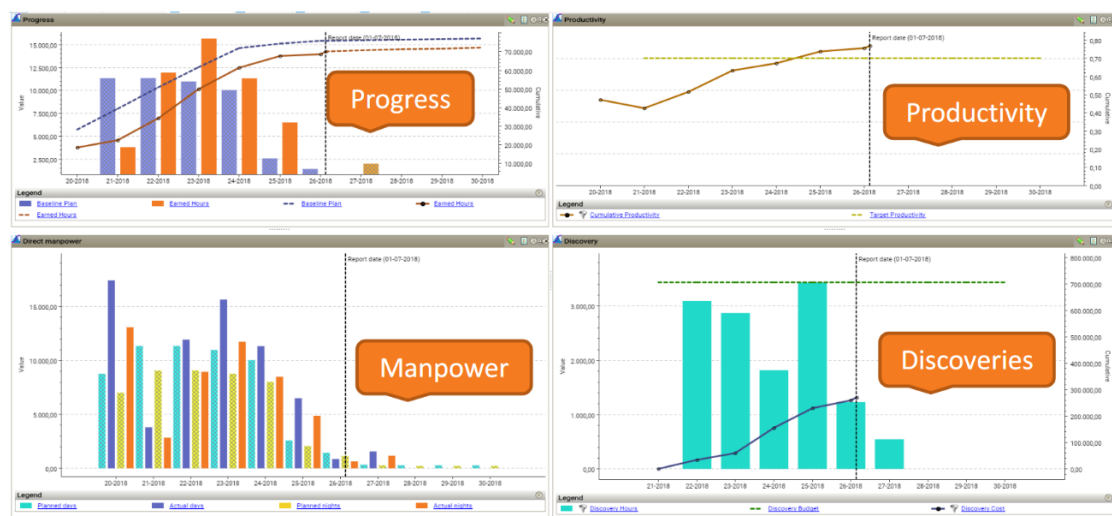 Progress
Report date (01-07-2018)
15.000,00
12.500,00
10.000,00
7.500,00
5.000,00
2.500,00
Value
70.000,00
60.000,00
50.000,00
40.000,00
30.000,00
20.000,00
10.000,00
Cumulative
Progress
20-2018 21-2018 22-2018 23-2018 24-2018 25-2018 26-2018 27-2018 28-2018 29-2018 30-2018
Legend
Baseline Plan Earned Hours Baseline Plan Earned Hours
Earned Hours
Productivity
Report date (01-07-2018)
0,80
0,70
0,60
0,50
0,40
0,30
0,20
0,10
0,00
Cumulative
Productivity
20-2018 21-2018 22-2018 23-2018 24-2018 25-2018 26-2018 27-2018 28-2018 29-2018 30-2018
Legend
Cumulative Productivity Target Productivity
Direct manpower
Report date (01-07-2018)
15.000,00
10.000,00
5.000,00
0,00
Value
Manpower
20-2018 21-2018 22-2018 23-2018 24-2018 25-2018 26-2018 27-2018 28-2018 29-2018 30-2018
Legend
Planned days Actual days Planned nights Actual nights
Discovery
Report date (01-07-2018)
3.000,00
2.000,00
1.000,00
0,00
Value
800.000,00
700.000,00
600.000,00
500.000,00
400.000,00
300.000,00
200.000,00
100.000,00
0,00
Cumulative
Discoveries
21-2018 22-2018 23-2018 24-2018 25-2018 26-2018 27-2018 28-2018 29-2018 30-2018
Legend
Discovery Hours Discovery Budget Discovery Cost